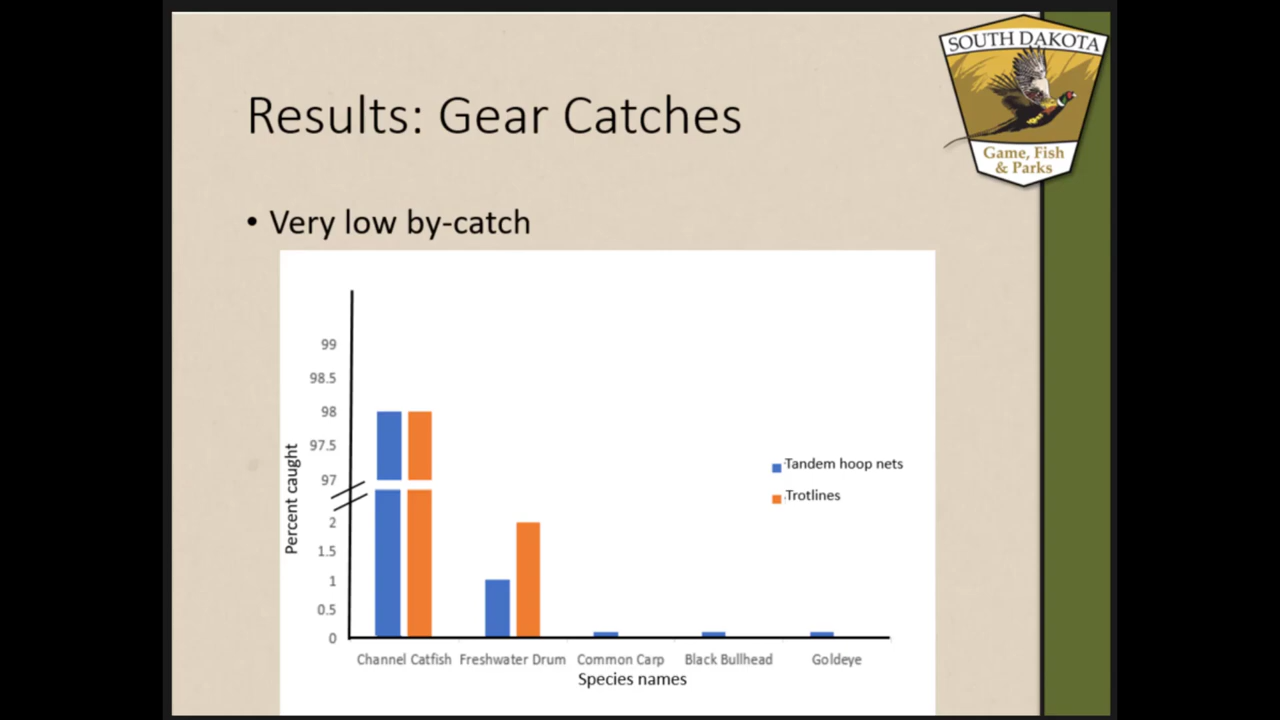 SOUTH DAKOTA
Game, Fish
& Parks
Results: Gear Catches
• Very low by-catch
99
98.5
98
97.5
97
2
1.5
1
0.5
0
Percent caught
Tandem hoop nets
Trotlines
Channel Catfish Freshwater Drum Common Carp Black Bullhead Goldeye
Species names